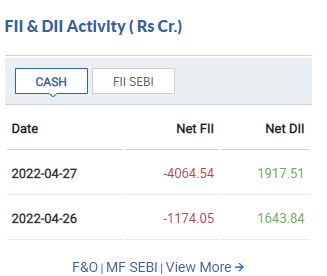 FII & DII Activity ( Rs Cr.)
CASH FII SEBI
Date Net FII Net DII
2022-04-27 -4064.54 1917.51
2022-04-26 -1174.05 1643.84
F&O | MF SEBI | View More →